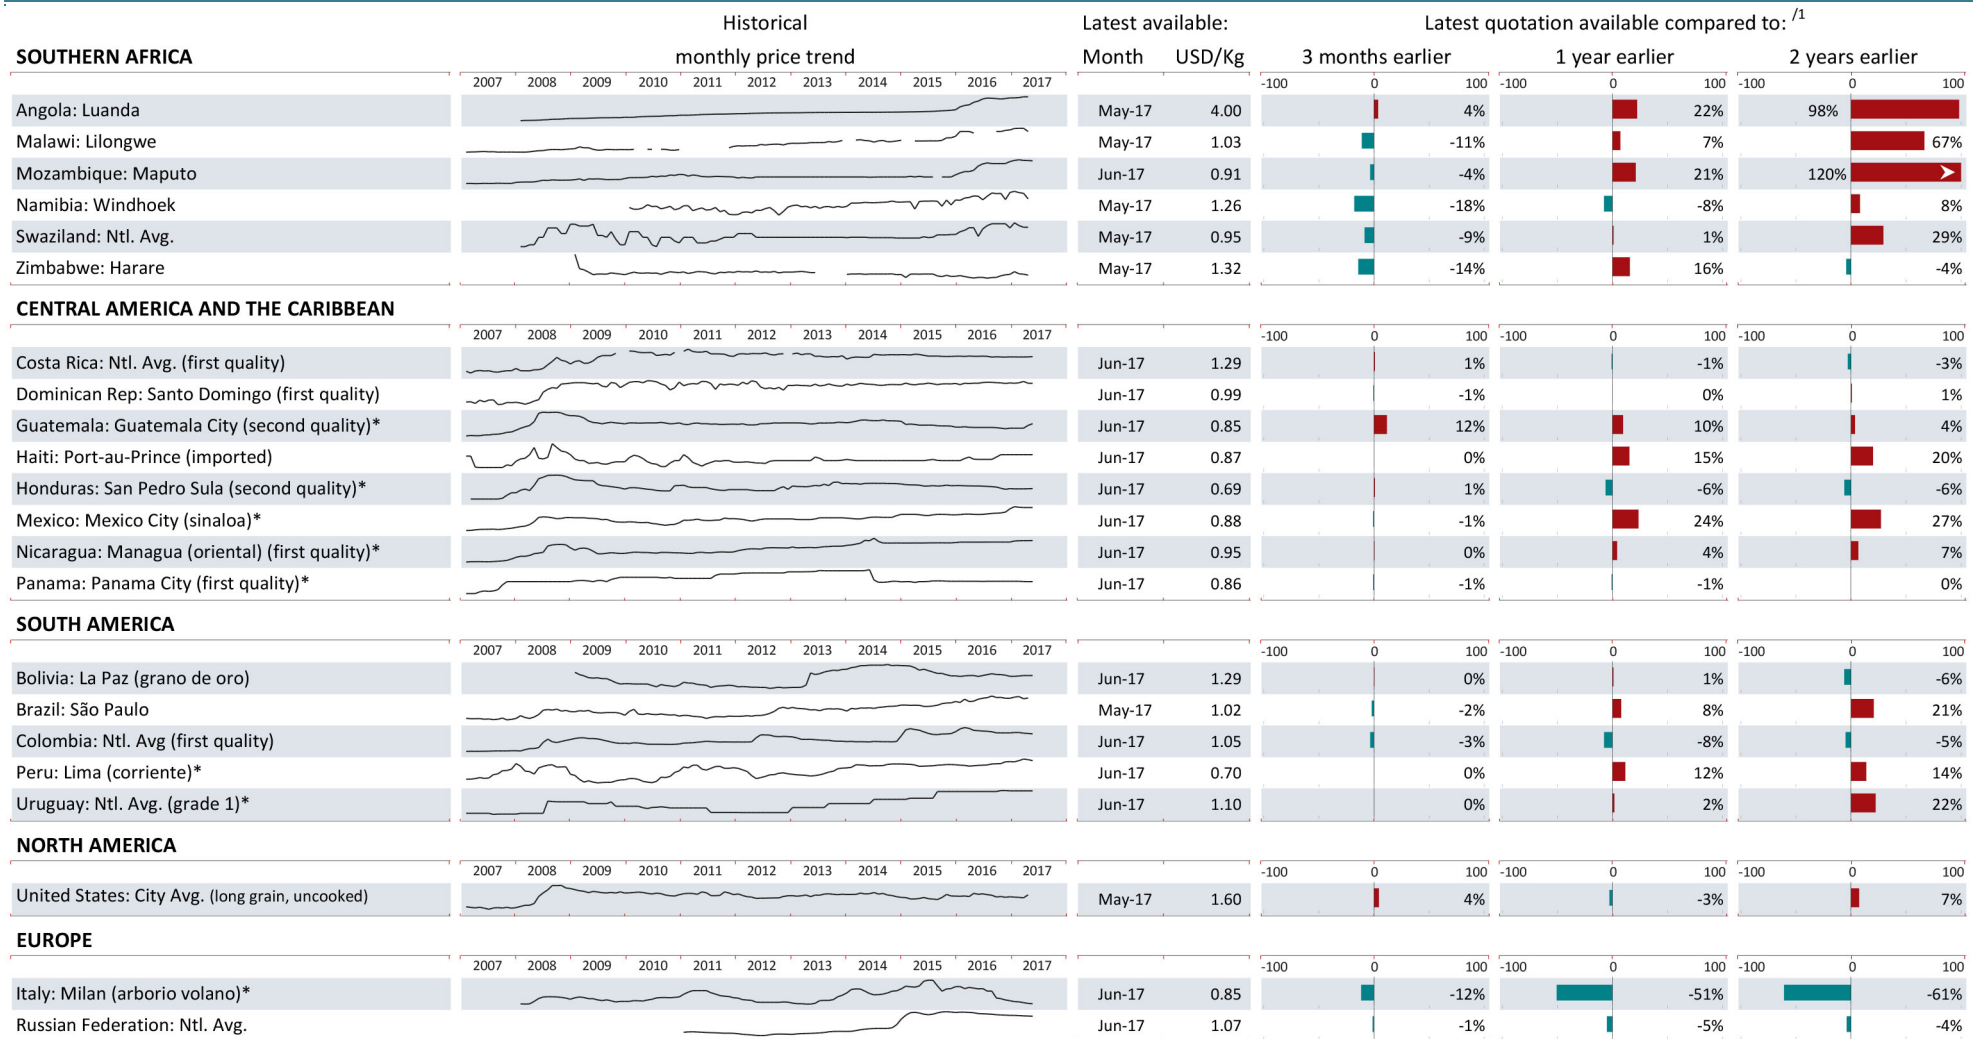 Historical Latest available: Latest quotation available compared to: /1
SOUTHERN AFRICA monthly price trend Month USD/Kg 3 months earlier 1 year earlier 2 years earlier
2007 2008 2009 2010 2011 2012 2013 2014 2015 2016 2017 -100 0 100 -100 0 100 -100 0 100
Angola: Luanda May-17 4.00 4% 22% 98%
Malawi: Lilongwe May-17 1.03 -11% 7% 67%
Mozambique: Maputo Jun-17 0.91 -4% 21% 120%
Namibia: Windhoek May-17 1.26 -18% -8% 8%
Swaziland: Ntl. Avg. May-17 0.95 -9% 1% 29%
Zimbabwe: Harare May-17 1.32 -14% 16% -4%
CENTRAL AMERICA AND THE CARIBBEAN
2007 2008 2009 2010 2011 2012 2013 2014 2015 2016 2017 -100 0 100 -100 0 100 -100 0 100
Costa Rica: Ntl. Avg. (first quality) Jun-17 1.29 1% -1% -3%
Dominican Rep: Santo Domingo (first quality) Jun-17 0.99 -1% 0% 1%
Guatemala: Guatemala City (second quality)* Jun-17 0.85 12% 10% 4%
Haiti: Port-au-Prince (imported) Jun-17 0.87 0% 15% 20%
Honduras: San Pedro Sula (second quality)* Jun-17 0.69 1% -6% -6%
Mexico: Mexico City (sinaloa)* Jun-17 0.88 -1% 24% 27%
Nicaragua: Managua (oriental) (first quality)* Jun-17 0.95 0% 4% 7%
Panama: Panama City (first quality)* Jun-17 0.86 -1% -1% 0%
SOUTH AMERICA
2007 2008 2009 2010 2011 2012 2013 2014 2015 2016 2017 -100 0 100 -100 0 100 -100 0 100
Bolivia: La Paz (grano de oro) Jun-17 1.29 0% 1% -6%
Brazil: São Paulo May-17 1.02 -2% 8% 21%
Colombia: Ntl. Avg (first quality) Jun-17 1.05 -3% -8% -5%
Peru: Lima (corriente)* Jun-17 0.70 0% 12% 14%
Uruguay: Ntl. Avg. (grade 1)* Jun-17 1.10 0% 2% 22%
NORTH AMERICA
2007 2008 2009 2010 2011 2012 2013 2014 2015 2016 2017 -100 0 100 -100 0 100 -100 0 100
United States: City Avg. (long grain, uncooked) May-17 1.60 4% -3% 7%
EUROPE
2007 2008 2009 2010 2011 2012 2013 2014 2015 2016 2017 -100 0 100 -100 0 100 -100 0 100
Italy: Milan (arborio volano)* Jun-17 0.85 -12% -51% -61%
Russian Federation: Ntl. Avg. Jun-17 1.07 -1% -5% -4%